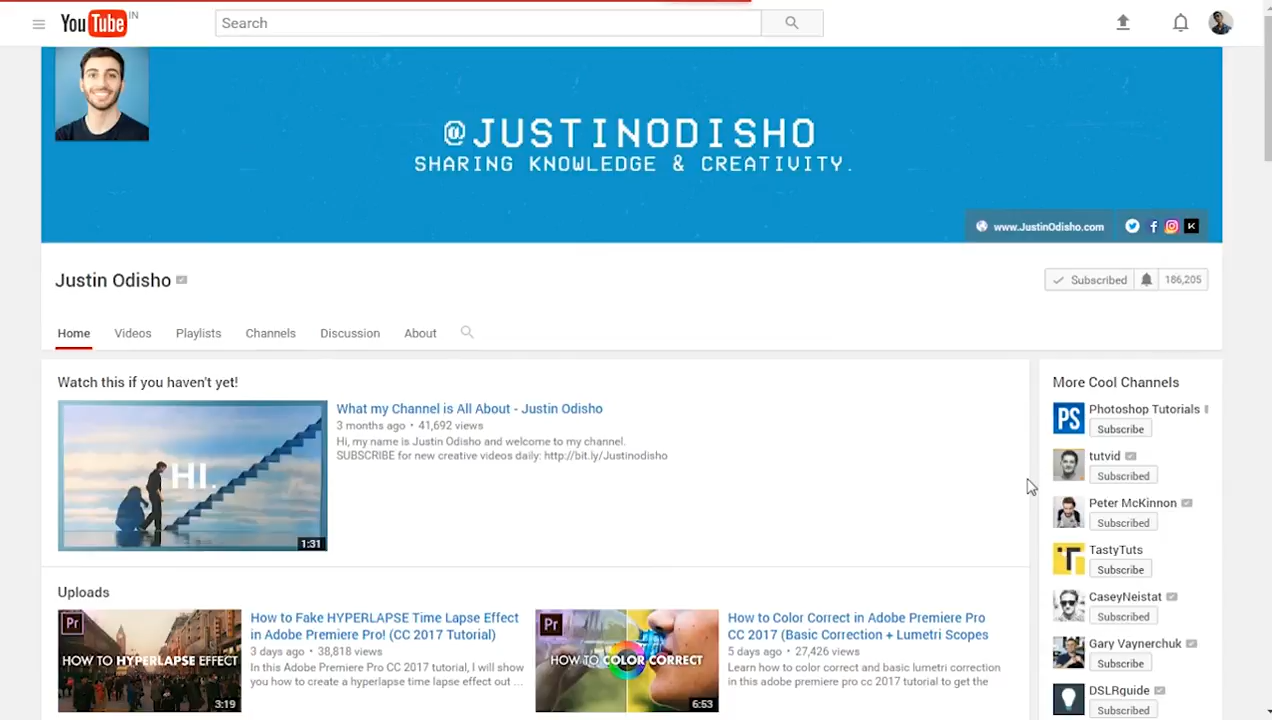 YouTube IN
Search
@JUSTINODISHO
SHARING KNOWLEDGE & CREATIVITY.
www.JustinOdisho.com
Justin Odisho
Subscribed 186,205
Home Videos Playlists Channels Discussion About
Watch this if you haven't yet!
HI.
1:31
What my Channel is All About - Justin Odisho
3 months ago • 41,692 views
Hi, my name is Justin Odisho and welcome to my channel.
SUBSCRIBE for new creative videos daily: http://bit.ly/Justinodisho
Uploads
Pr
HOW TO HYPERLAPSE EFFECT
3:19
How to Fake HYPERLAPSE Time Lapse Effect
in Adobe Premiere Pro! (CC 2017 Tutorial)
3 days ago • 38,818 views
In this Adobe Premiere Pro CC 2017 tutorial, I will show
you how to create a hyperlapse time lapse effect out ...
Pr
HOW TO COLOR CORRECT
6:53
How to Color Correct in Adobe Premiere Pro
CC 2017 (Basic Correction + Lumetri Scopes
5 days ago • 27,426 views
Learn how to color correct and basic lumetri correction
in this adobe premiere pro cc 2017 tutorial to get the
More Cool Channels
PS
Photoshop Tutorials
Subscribe
tutvid
Subscribed
Peter McKinnon
Subscribed
TastyTuts
Subscribe
CaseyNeistat
Subscribed
Gary Vaynerchuk
Subscribe
DSLRguide
Subscribed